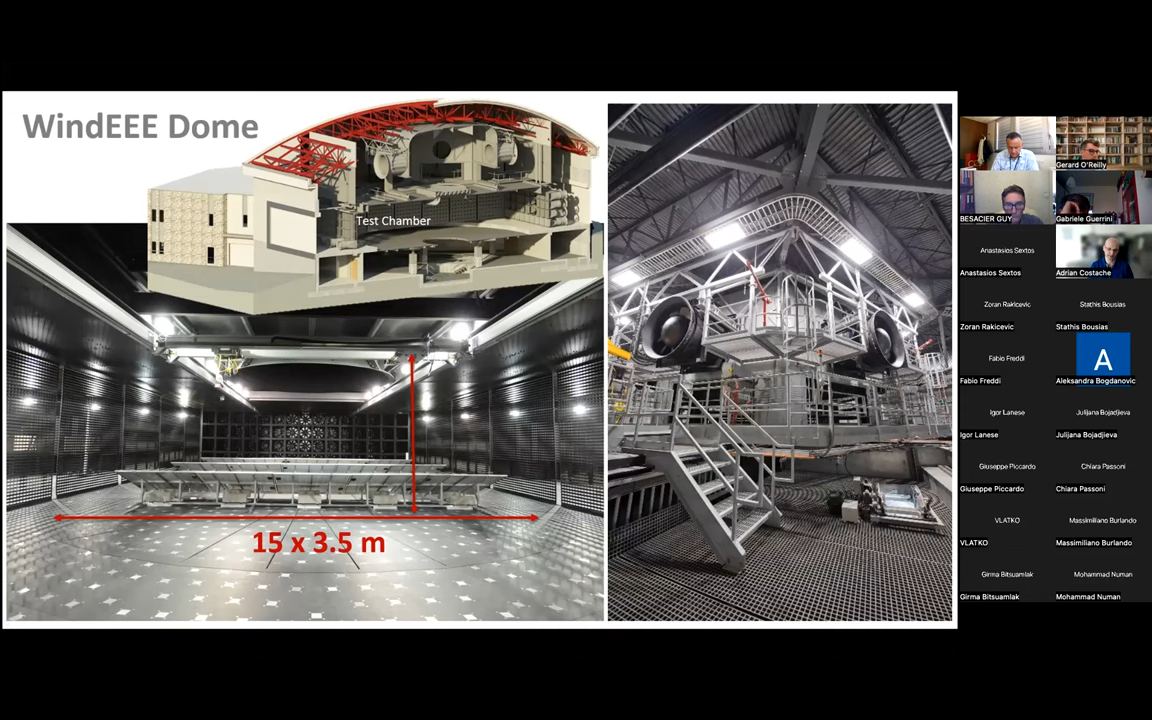 WindEEE Dome
Test Chamber
15 x 3.5 m
Gerard O'Reilly
BESACIER GUY
Gabriele Guerrini
Anastasios Sextos
Anastasios Sextos
Adrian Costache
Zoran Rakicevic
Stathis Bousias
Zoran Rakicevic
Stathis Bousias
Fabio Freddi
A
Fabio Freddi
Aleksandra Bogdanovic
Igor Lanese
Julijana Bojadjieva
Igor Lanese
Julijana Bojadjieva
Giuseppe Piccardo
Chiara Passoni
Giuseppe Piccardo
Chiara Passoni
VLATKO
Massimiliano Burlando
VLATKO
Massimiliano Burlando
Girma Bitsuamlak
Mohammad Numan
Girma Bitsuamlak
Mohammad Numan